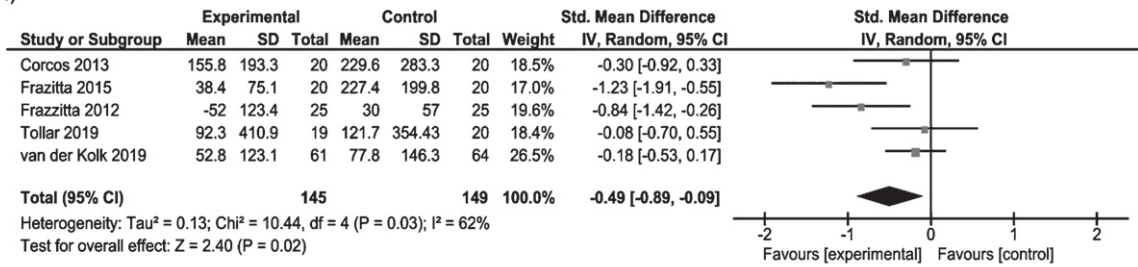 Experimental Control Std. Mean Difference Std. Mean Difference
Study or Subgroup Mean SD Total Mean SD Total Weight IV, Random, 95% CI IV, Random, 95% CI
Corcos 2013 155.8 193.3 20 229.6 283.3 20 18.5% -0.30 [-0.92, 0.33]
Frazitta 2015 38.4 75.1 20 227.4 199.8 20 17.0% -1.23 [-1.91, -0.55]
Frazzitta 2012 -52 123.4 25 30 57 25 19.6% -0.84 [-1.42, -0.26]
Tollar 2019 92.3 410.9 19 121.7 354.43 20 18.4% -0.08 [-0.70, 0.55]
van der Kolk 2019 52.8 123.1 61 77.8 146.3 64 26.5% -0.18 [-0.53, 0.17]
Total (95% CI) 145 149 100.0% -0.49 [-0.89, -0.09]
Heterogeneity: Tau² = 0.13; Chi² = 10.44, df = 4 (P = 0.03); I² = 62%
Test for overall effect: Z = 2.40 (P = 0.02)
-2 -1 0 1 2
Favours [experimental] Favours [control]